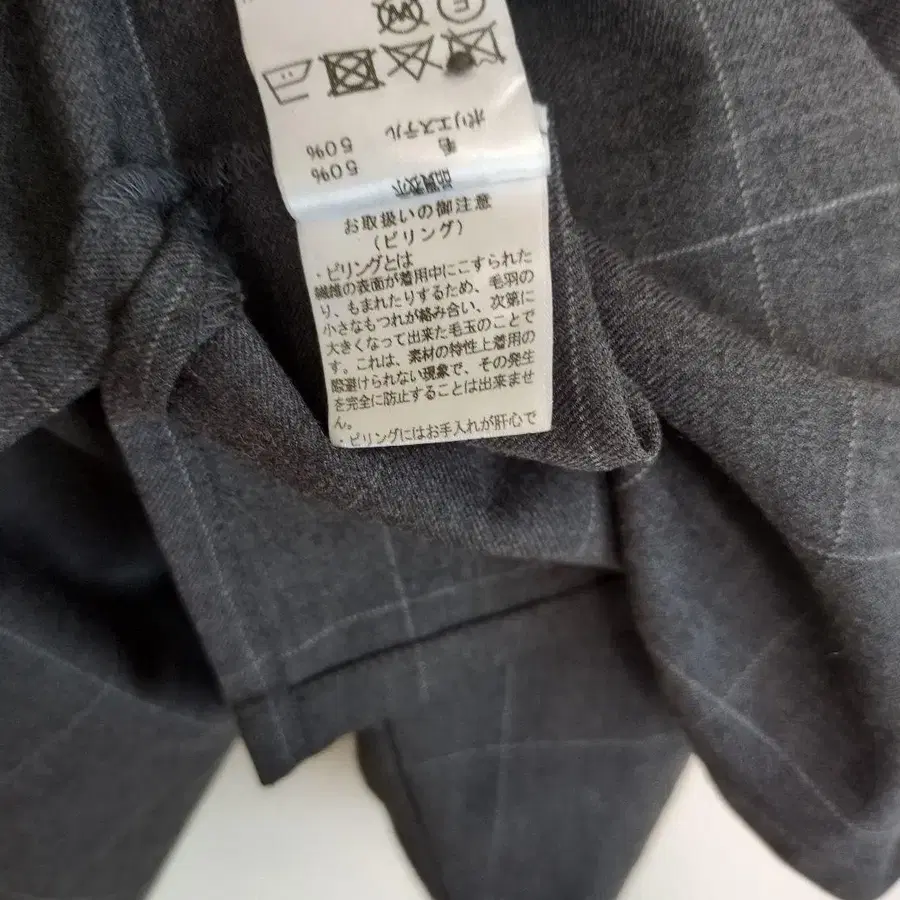 品質表示
毛 50%
ポリエステル 50%
W
お取扱いの御注意
(ピリング)
・ピリングとは
繊維の表面が着用中にこすられた
り、もまれたりするため、毛羽の
小さなもつれが絡み合い、次第に
大きくなって出来た毛玉のことで
す。これは、素材の特性上着用の
際避けられない現象で、その発生
を完全に防止することは出来ませ
ん。
・ピリングにはお手入れが肝心で